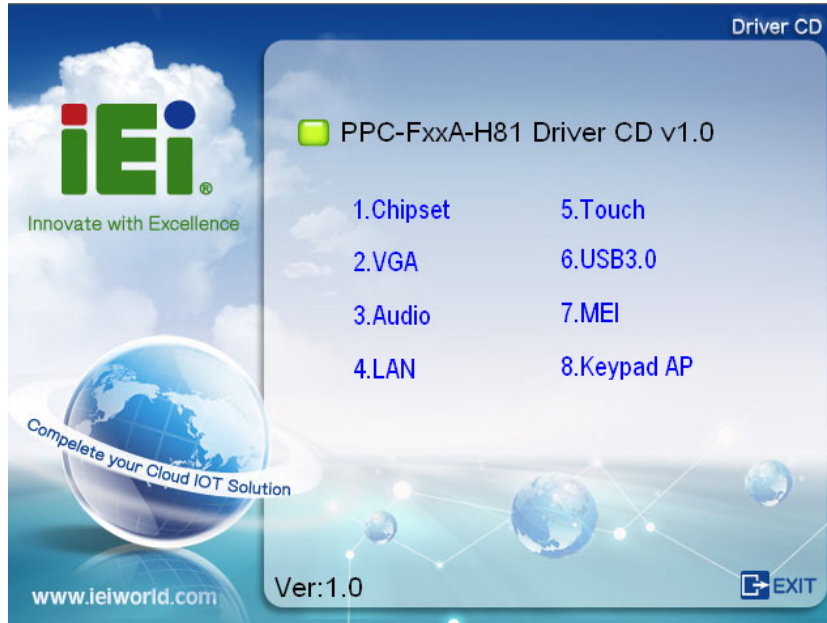 Driver CD
iEi®
Innovate with Excellence
PPC-FxxA-H81 Driver CD v1.0
1.Chipset
2.VGA
3.Audio
4.LAN
5.Touch
6.USB3.0
7.MEI
8.Keypad AP
Compelete your Cloud IOT Solution
www.ieiworld.com
Ver:1.0
EXIT